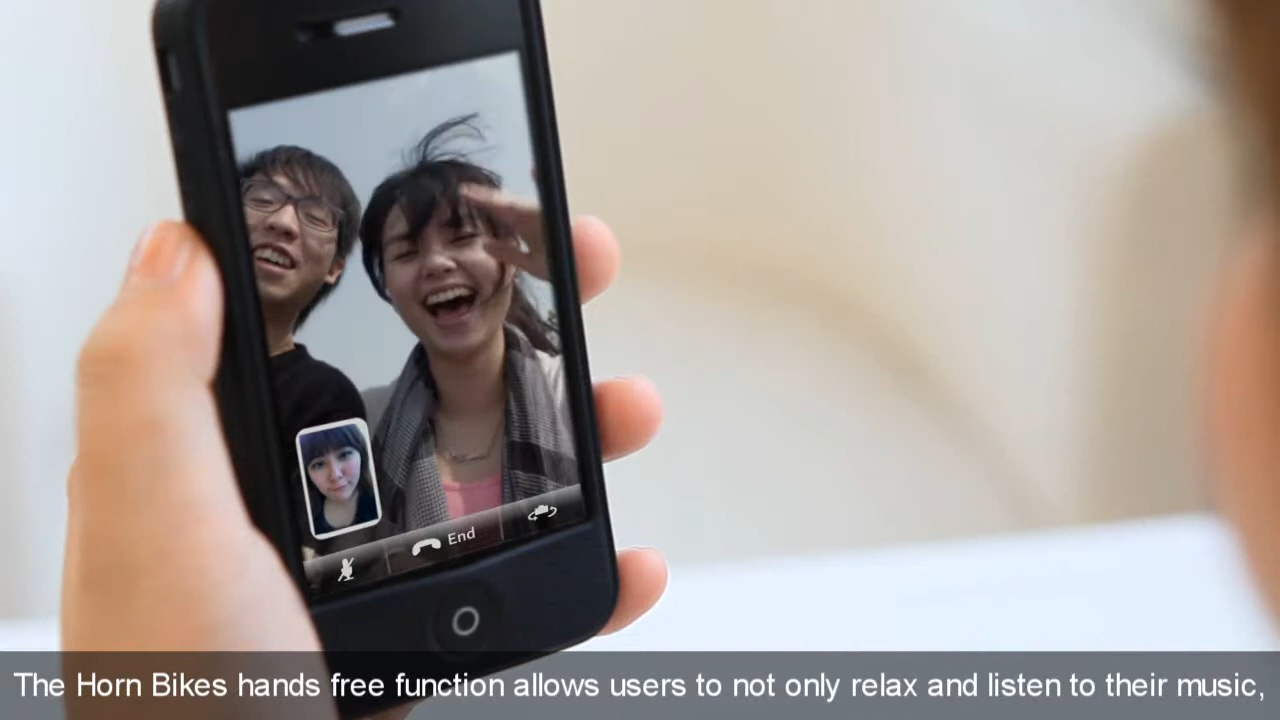 End
The Horn Bikes hands free function allows users to not only relax and listen to their music,